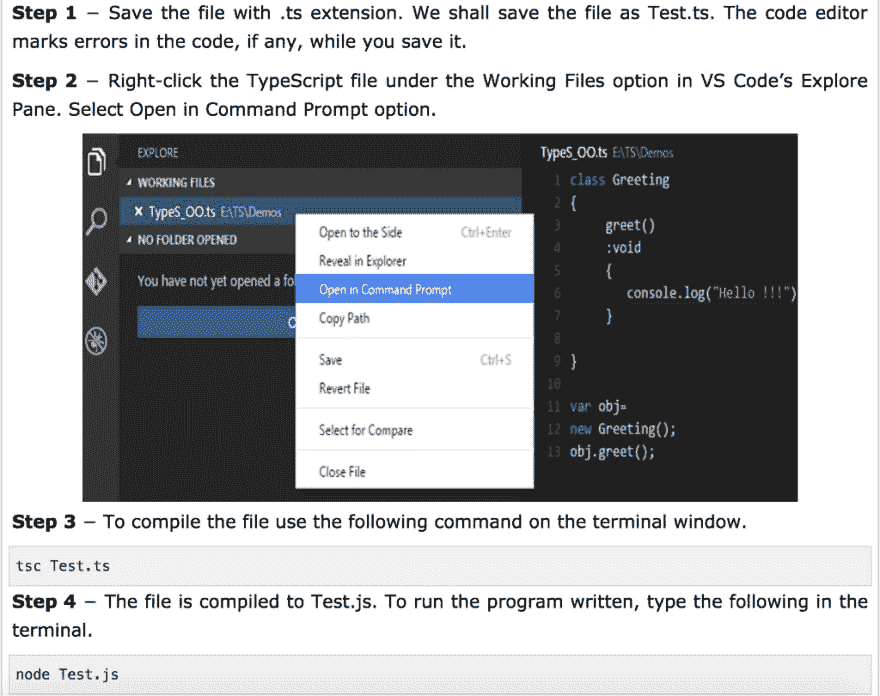 Step 1 – Save the file with .ts extension. We shall save the file as Test.ts. The code editor
marks errors in the code, if any, while you save it.
Step 2 – Right-click the TypeScript file under the Working Files option in VS Code’s Explore
Pane. Select Open in Command Prompt option.
EXPLORE
WORKING FILES
x TypeS_OO.ts E:\TS\Demos
NO FOLDER OPENED
You have not yet opened a fo
O
Open to the Side Ctrl+Enter
Reveal in Explorer
Open in Command Prompt
Copy Path
Save Ctrl+S
Revert File
Select for Compare
Close File
TypeS_OO.ts E:\TS\Demos
1 class Greeting
2 {
3 greet()
4 :void
5 {
6 console.log("Hello !!!")
7 }
8
9 }
10
11 var obj=
12 new Greeting();
13 obj.greet();
Step 3 – To compile the file use the following command on the terminal window.
tsc Test.ts
Step 4 – The file is compiled to Test.js. To run the program written, type the following in the
terminal.
node Test.js